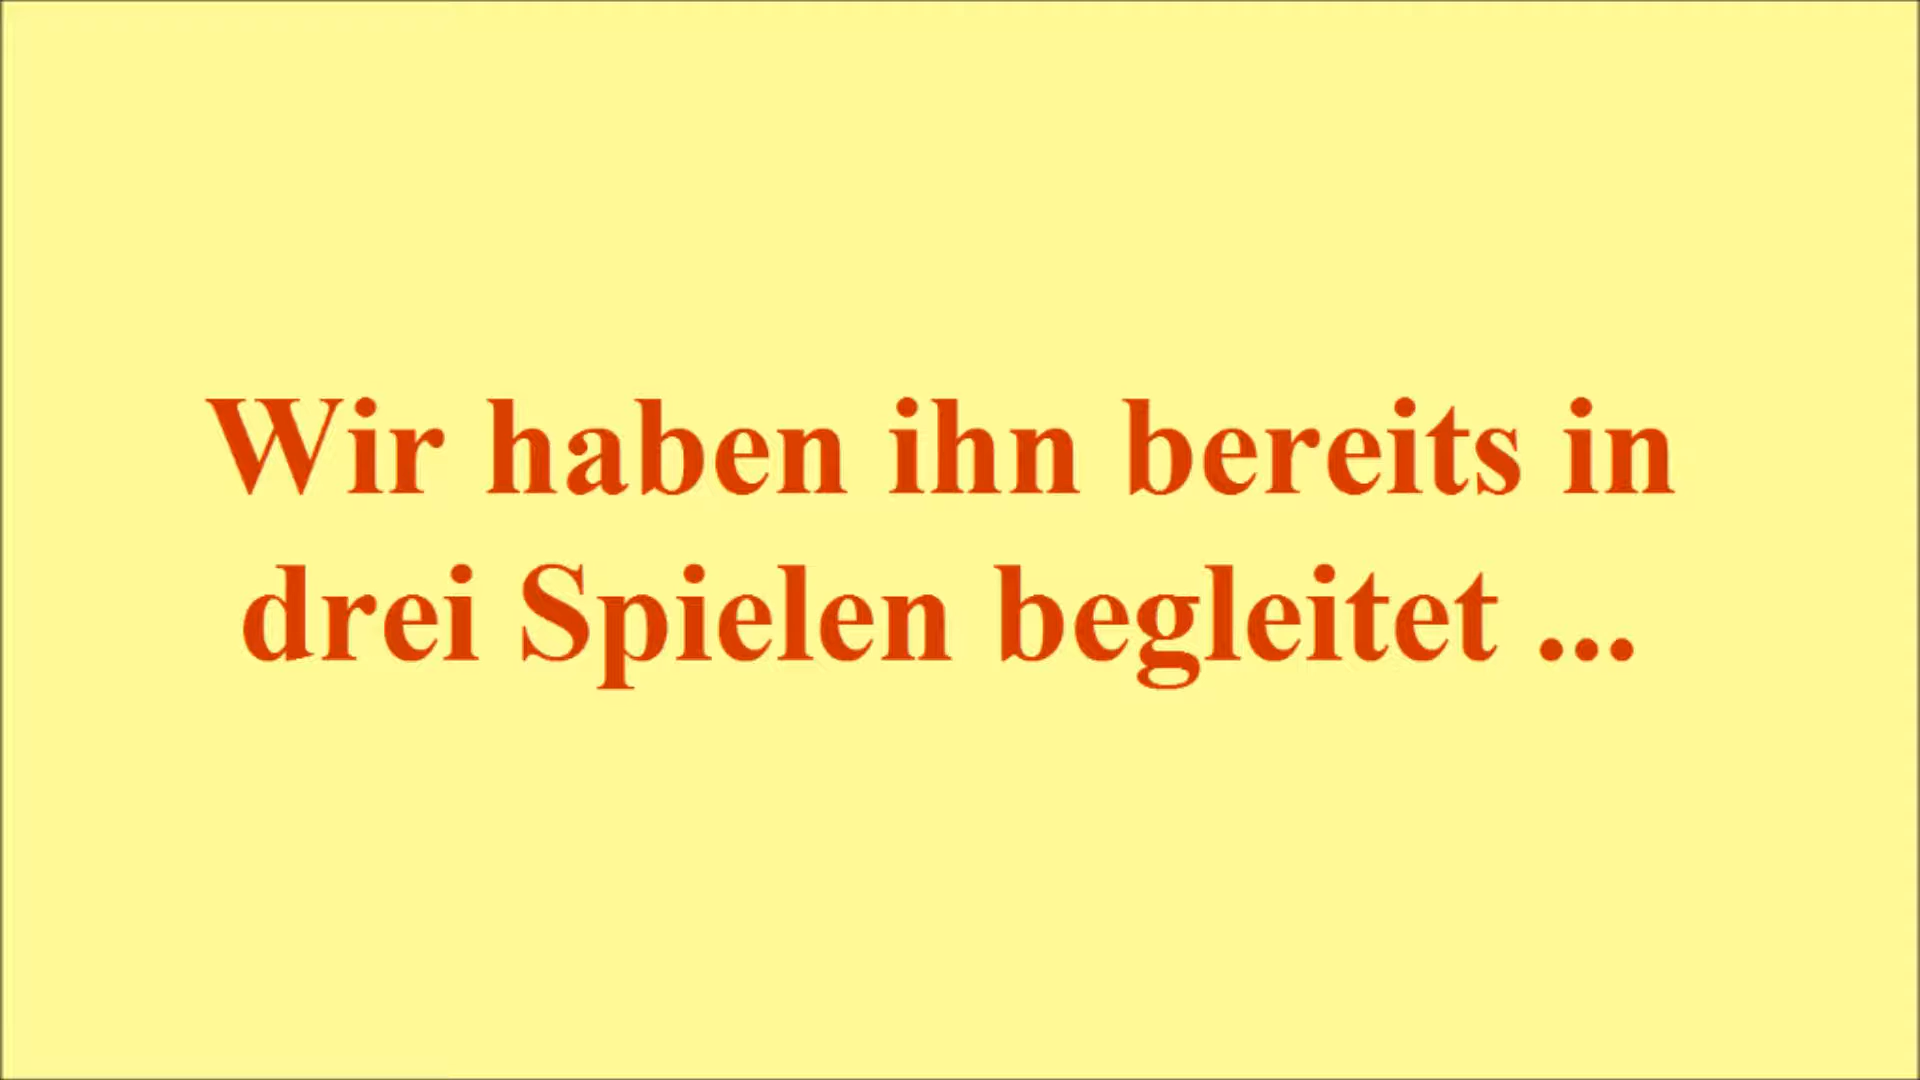 Wir haben ihn bereits in
drei Spielen begleitet ...